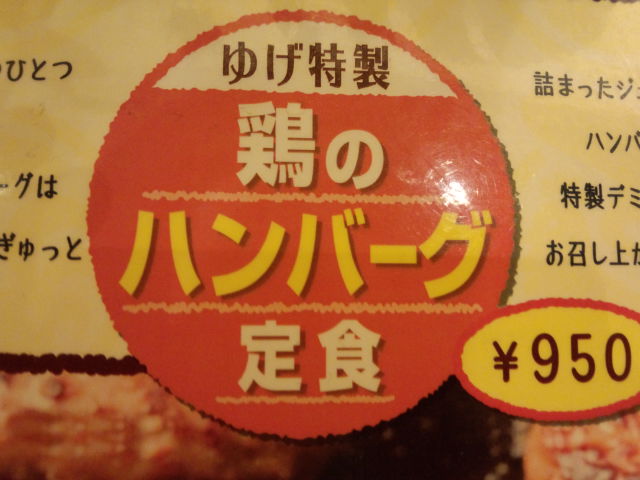 ゆげ特製
鶏の
ハンバーグ
定食
¥950
のひとつ
ーグは
ぎゅっと
詰まったジュ
ハンバ
特製デミ
お召し上が